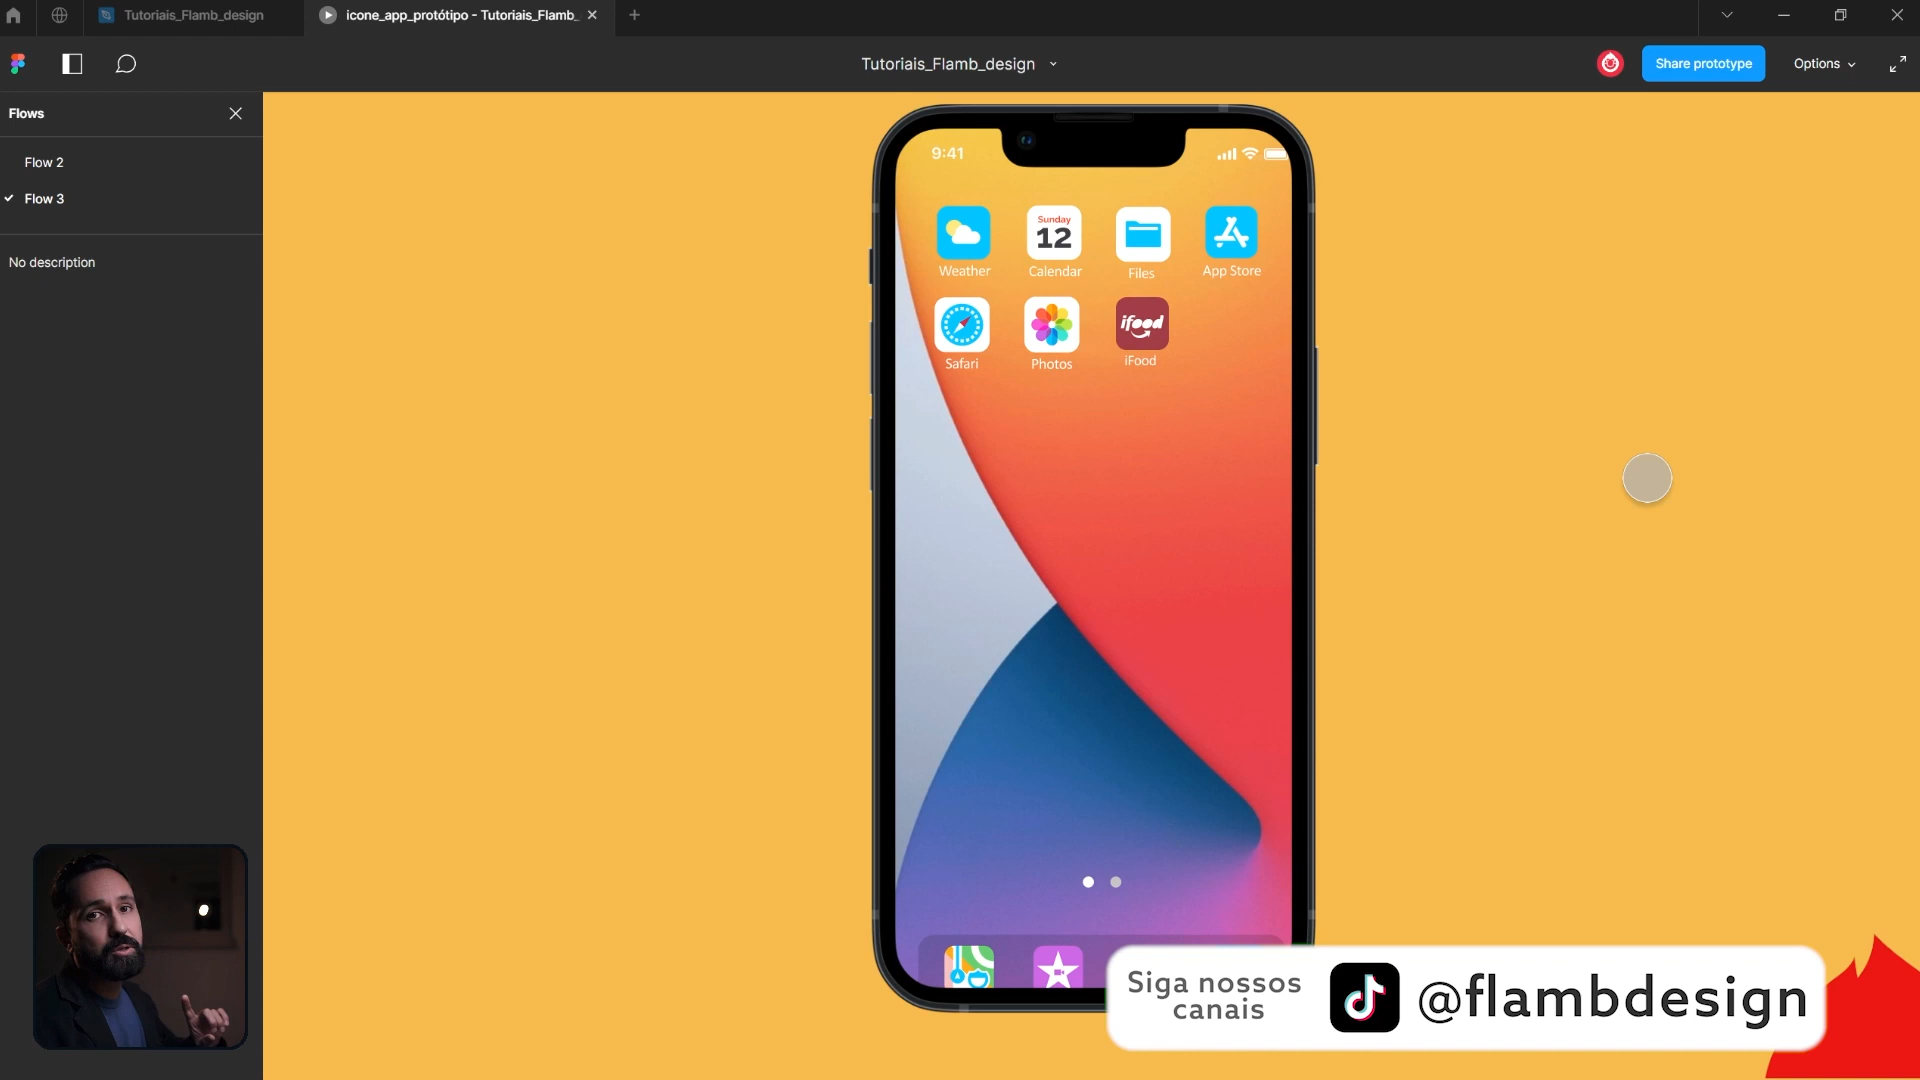 Tutoriais_Flamb_design
icone_app_protótipo - Tutoriais_Flamb_
Tutoriais_Flamb_design
Share prototype
Options
Flows
Flow 2
Flow 3
No description
9:41
Sunday
12
Weather
Calendar
Files
App Store
ifood
Safari
Photos
iFood
Siga nossos
canais
@flambdesign